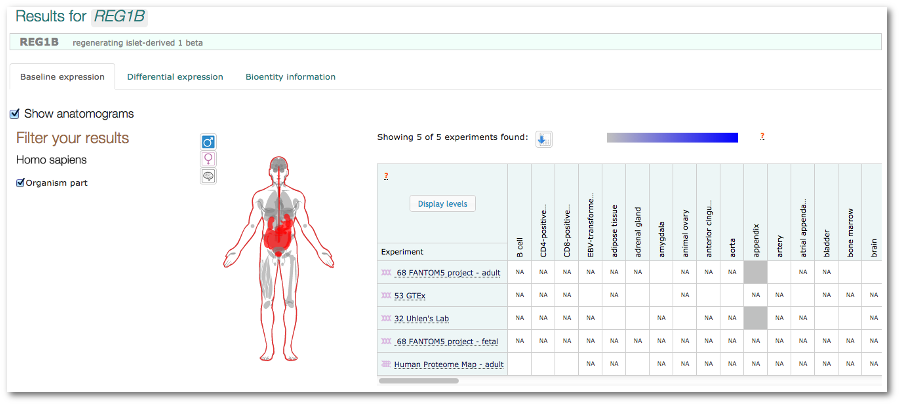 Results for REG1B
REG1B regenerating islet-derived 1 beta
Baseline expression Differential expression Bioentity information
Show anatomograms
Filter your results
Homo sapiens
Organism part
Showing 5 of 5 experiments found:
?
?
Display levels
Experiment
B cell
CD4-positive...
CD8-positive...
EBV-transforme...
adipose tissue
adrenal gland
amygdala
animal ovary
anterior cingu...
aorta
appendix
artery
atrial appenda...
bladder
bone marrow
brain
68 FANTOM5 project - adult NA NA NA NA NA NA NA NA NA NA NA
53 GTEx NA NA NA NA NA NA NA NA NA NA
32 Uhlen's Lab NA NA NA NA NA NA NA NA NA
68 FANTOM5 project - fetal NA NA NA NA NA NA NA NA NA NA NA NA NA NA
Human Proteome Map - adult NA NA NA NA NA NA NA NA NA NA NA NA